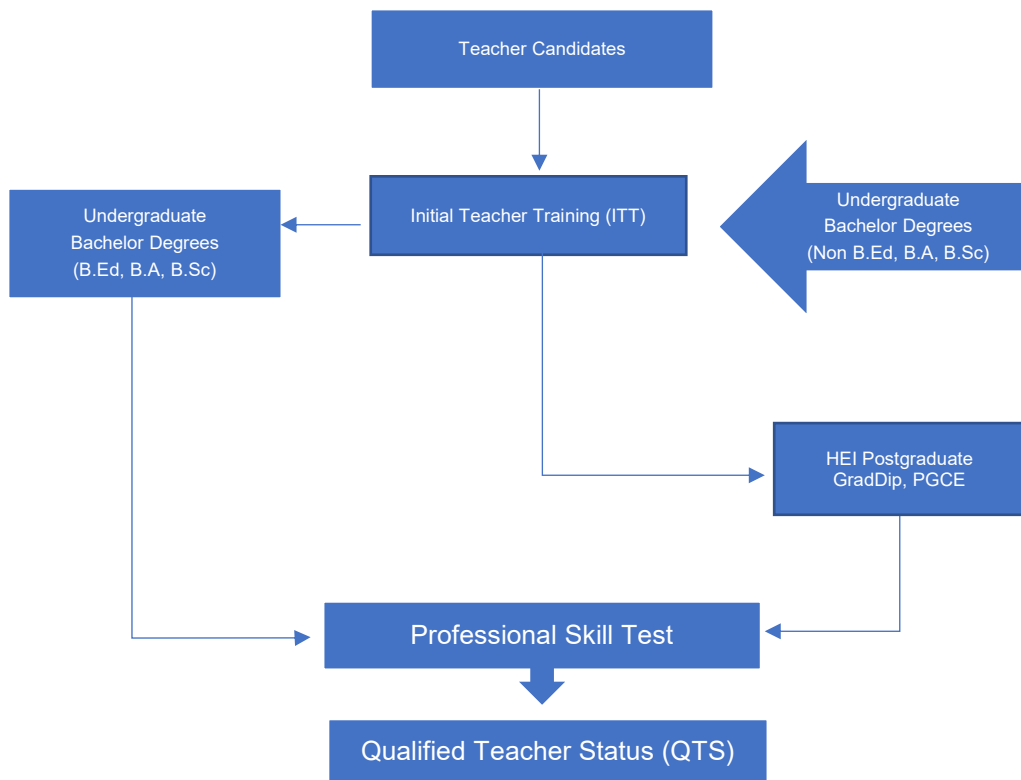 Teacher Candidates
Initial Teacher Training (ITT)
Undergraduate
Bachelor Degrees
(B.Ed, B.A, B.Sc)
Undergraduate
Bachelor Degrees
(Non B.Ed, B.A, B.Sc)
HEI Postgraduate
GradDip, PGCE
Professional Skill Test
Qualified Teacher Status (QTS)